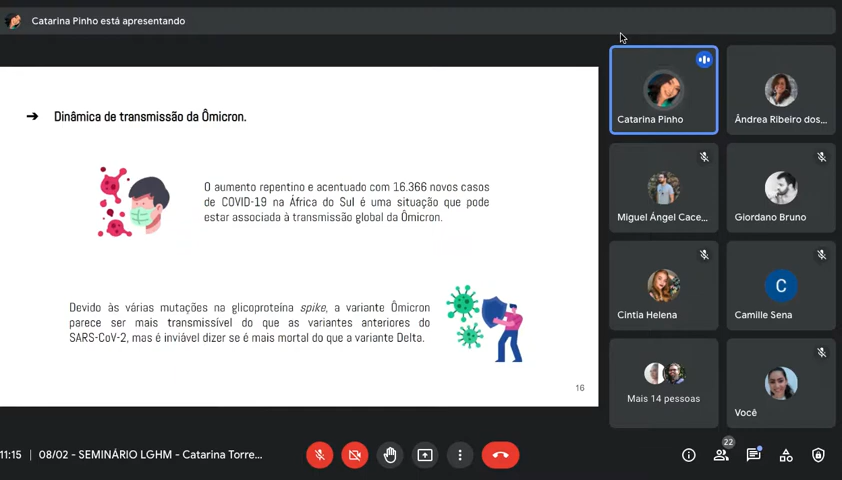 Catarina Pinho está apresentando
➔ Dinâmica de transmissão da Ômicron.
O aumento repentino e acentuado com 16.366 novos casos
de COVID-19 na África do Sul é uma situação que pode
estar associada à transmissão global da Ômicron.
Devido às várias mutações na glicoproteína spike, a variante Ômicron
parece ser mais transmissível do que as variantes anteriores do
SARS-CoV-2, mas é inviável dizer se é mais mortal do que a variante Delta.
16
Catarina Pinho
Ândrea Ribeiro dos...
Miguel Ángel Cace...
Giordano Bruno
Cintia Helena
C
Camille Sena
Mais 14 pessoas
Você
11:15 | 08/02 - SEMINÁRIO LGHM - Catarina Torre...
22